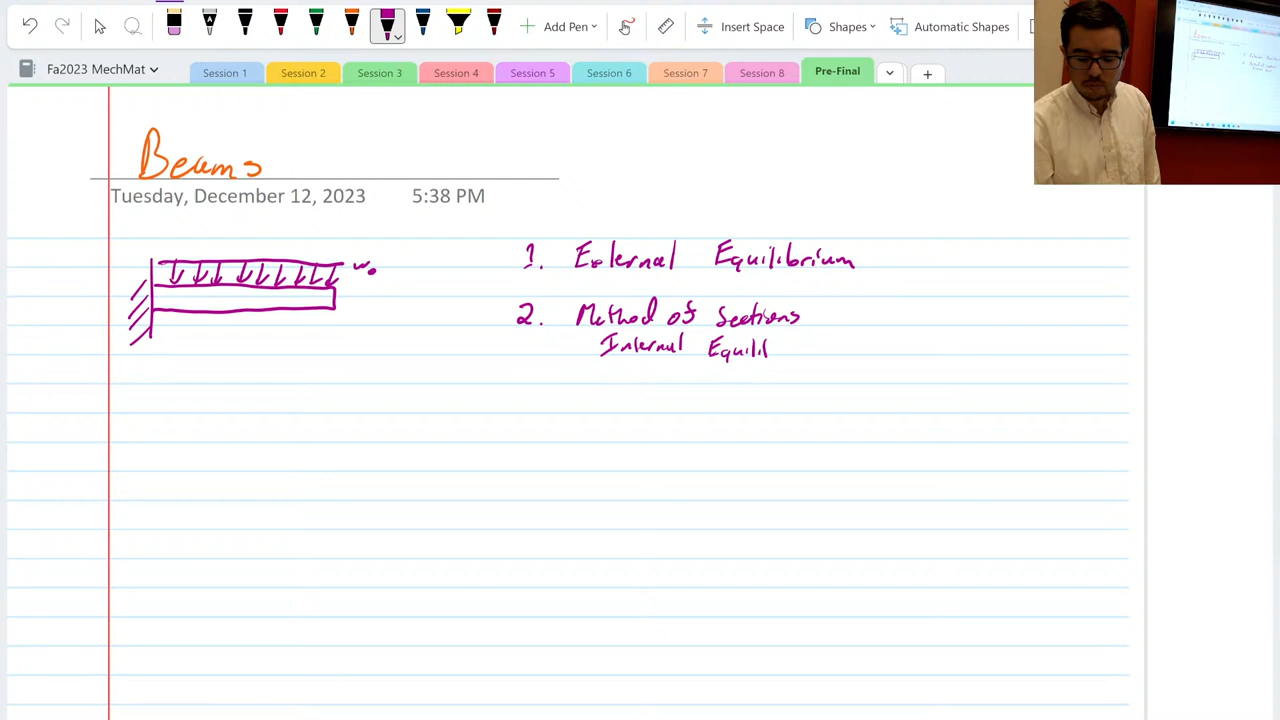 Add Pen
Insert Space
Shapes
Automatic Shapes
Fa2023 MechMat
Session 1
Session 2
Session 3
Session 4
Session 5
Session 6
Session 7
Session 8
Pre-Final
Beams
Tuesday, December 12, 2023 5:38 PM
w₀
1. External Equilibrium
2. Method of Sections
Internal Equilil